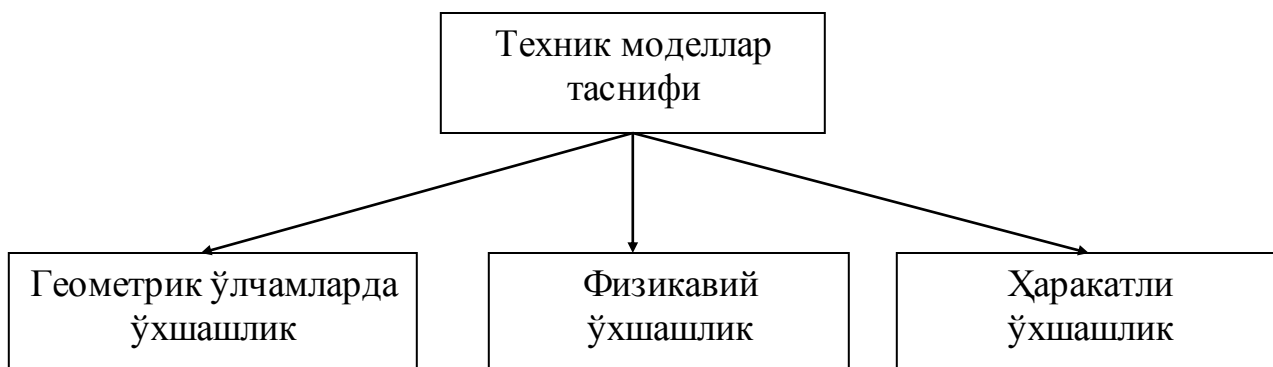 Техник моделлар
таснифи
Геометрик ўлчамларда
ўхшашлик
Физикавий
ўхшашлик
Ҳаракатли
ўхшашлик